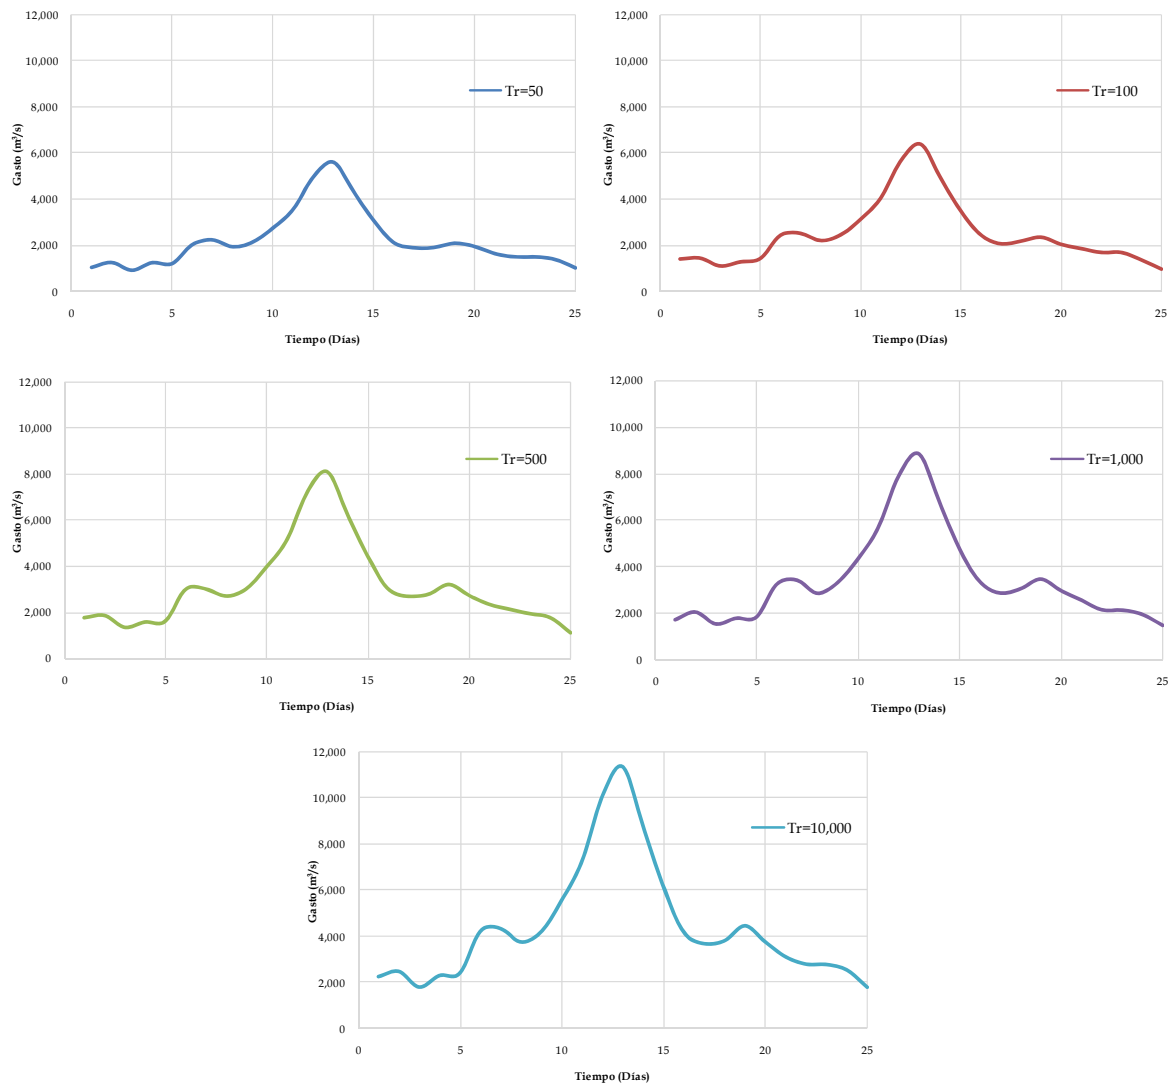 12,000
10,000
8,000
6,000
4,000
2,000
0
Gasto (m³/s)
Tr=50
0 5 10 15 20 25
Tiempo (Días)
12,000
10,000
8,000
6,000
4,000
2,000
0
Gasto (m³/s)
Tr=100
0 5 10 15 20 25
Tiempo (Días)
12,000
10,000
8,000
6,000
4,000
2,000
0
Gasto (m³/s)
Tr=500
0 5 10 15 20 25
Tiempo (Días)
12,000
10,000
8,000
6,000
4,000
2,000
0
Gasto (m³/s)
Tr=1,000
0 5 10 15 20 25
Tiempo (Días)
12,000
10,000
8,000
6,000
4,000
2,000
0
Gasto (m³/s)
Tr=10,000
0 5 10 15 20 25
Tiempo (Días)